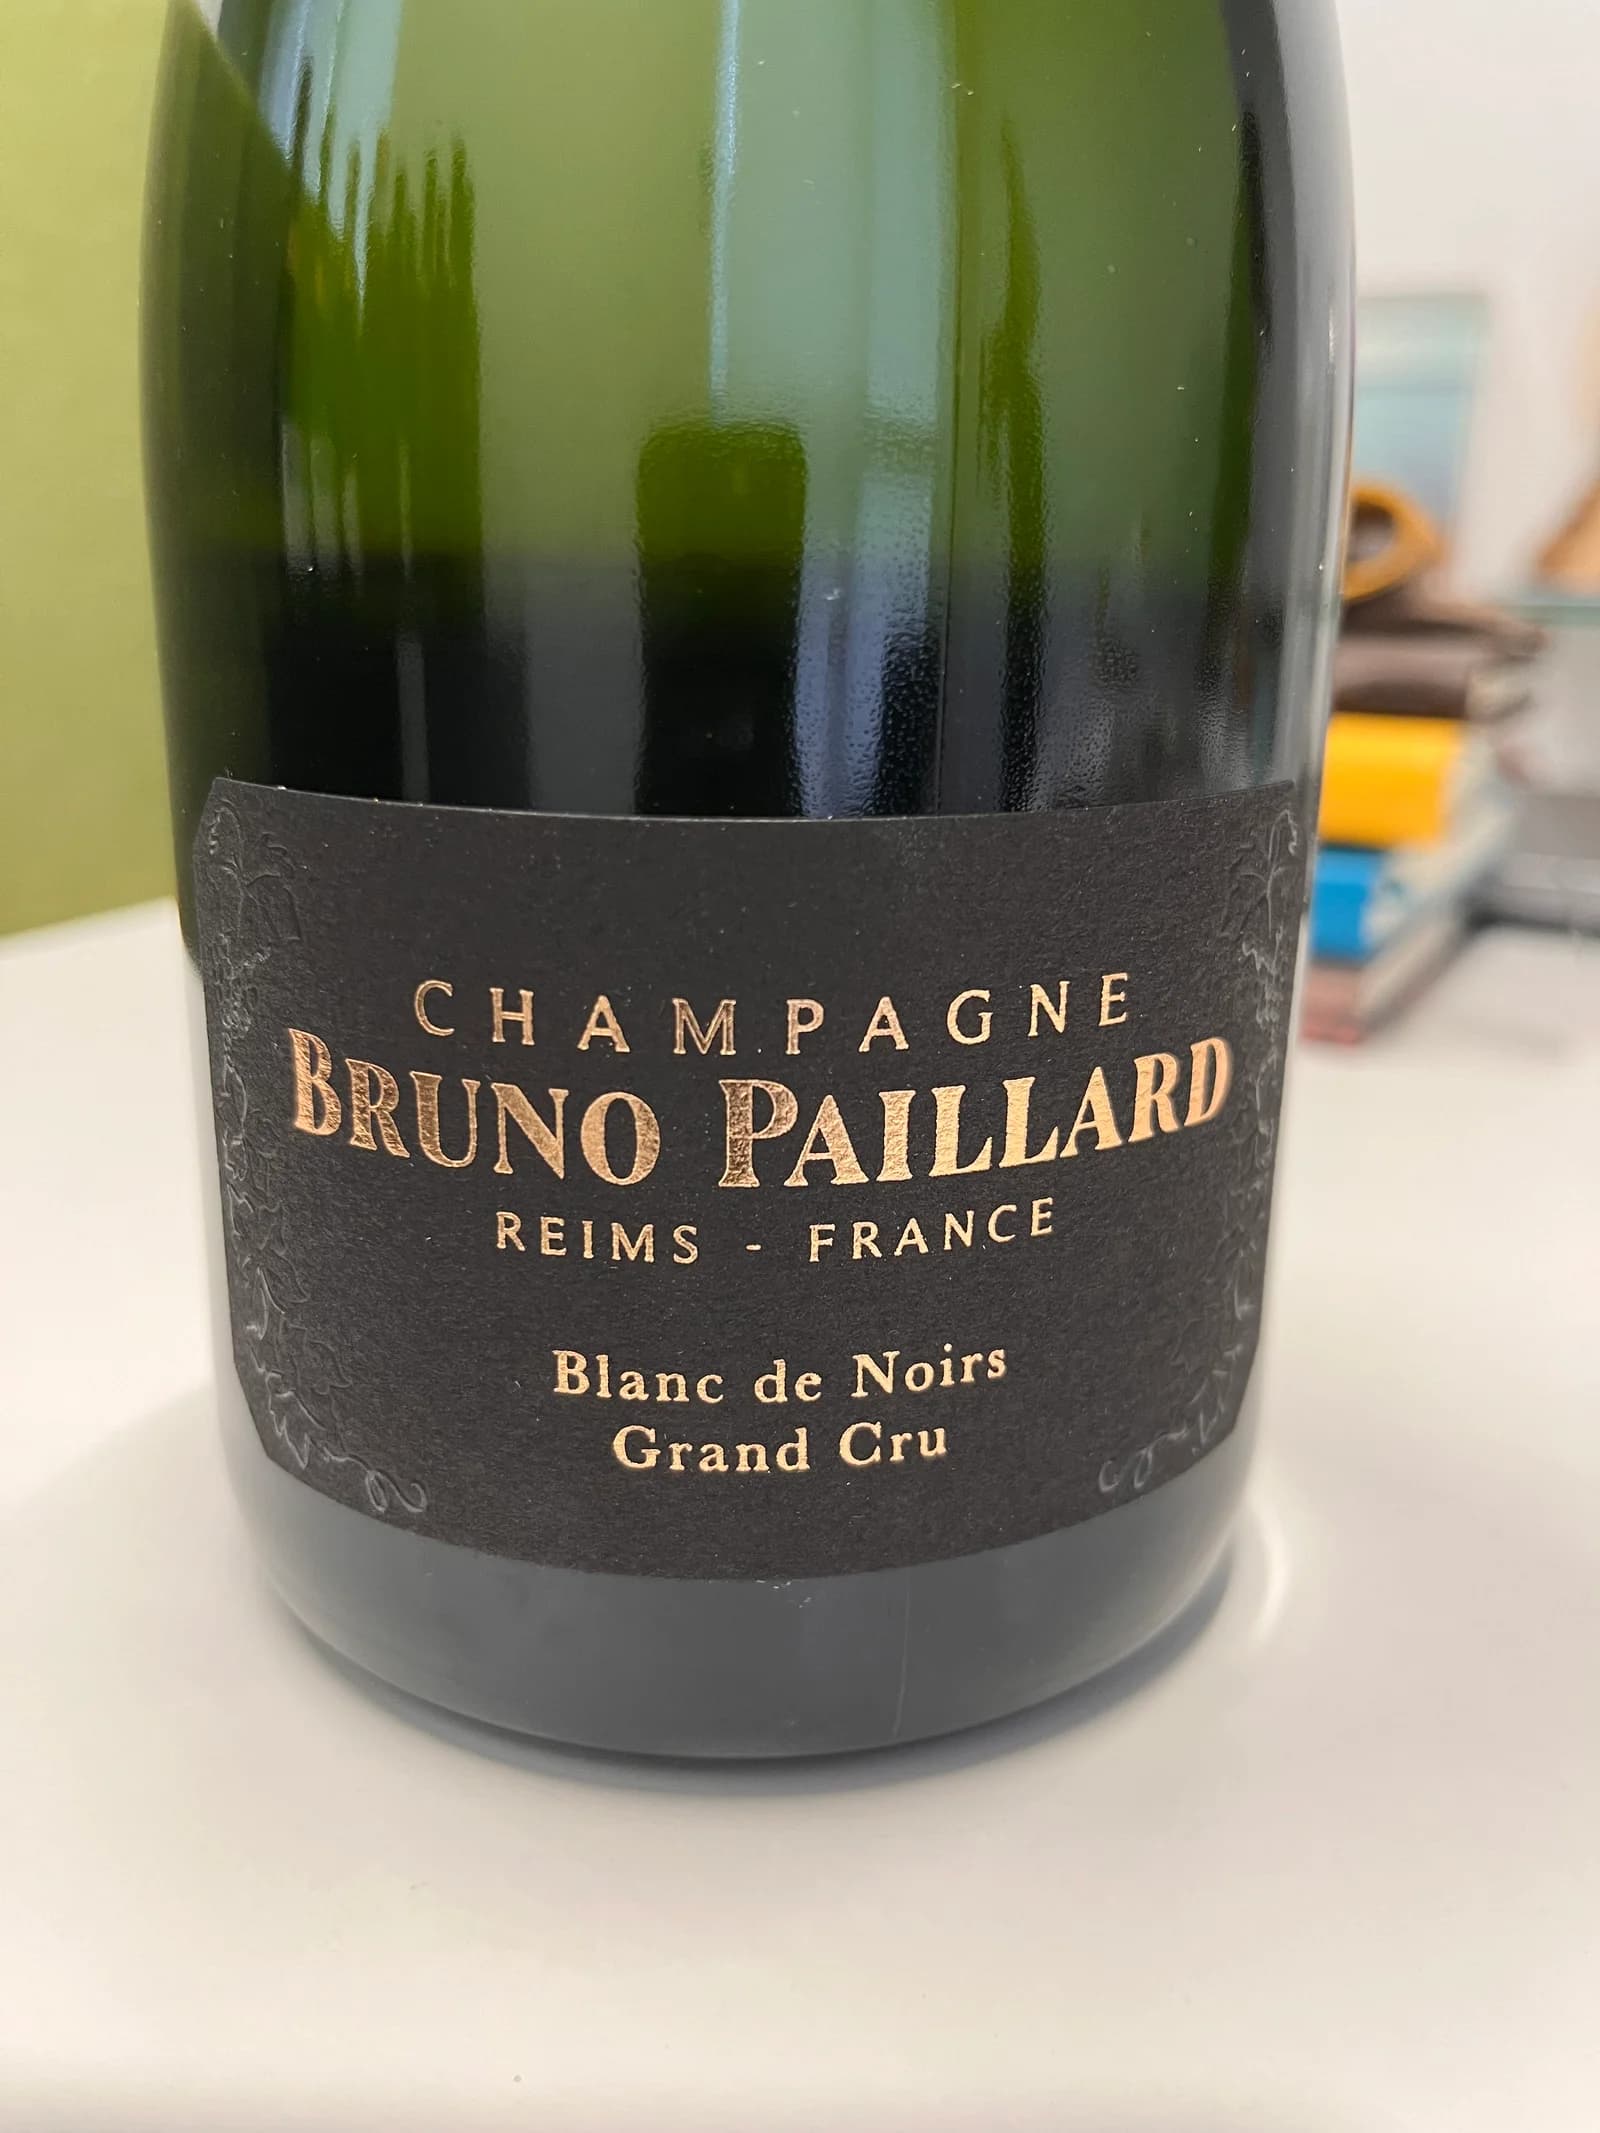 CHAMPAGNE
BRUNO PAILLARD
REIMS - FRANCE
Blanc de Noirs
Grand Cru